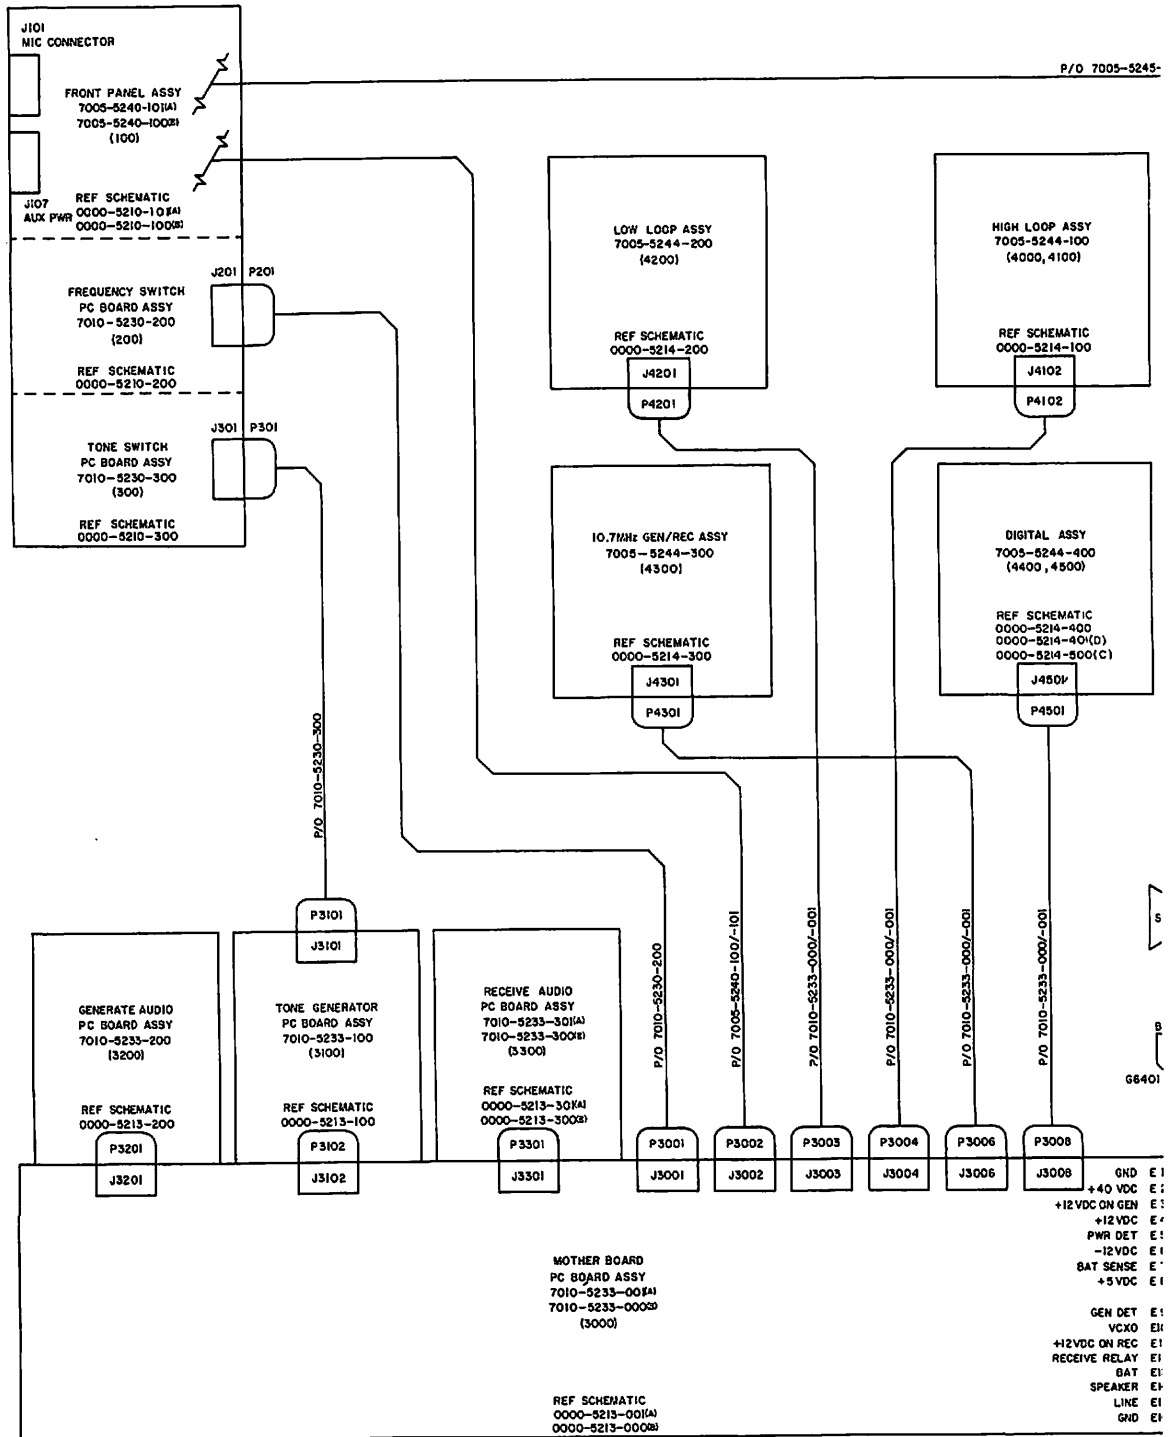 J101
MIC CONNECTOR
FRONT PANEL ASSY
7005-5240-101(A)
7005-5240-100(B)
(100)
J107
AUX PWR
REF SCHEMATIC
0000-5210-101(A)
0000-5210-100(B)
J201 P201
FREQUENCY SWITCH
PC BOARD ASSY
7010-5230-200
(200)
REF SCHEMATIC
0000-5210-200
J301 P301
TONE SWITCH
PC BOARD ASSY
7010-5230-300
(300)
REF SCHEMATIC
0000-5210-300
P/O 7005-5245-
LOW LOOP ASSY
7005-5244-200
(4200)
REF SCHEMATIC
0000-5214-200
J4201
P4201
HIGH LOOP ASSY
7005-5244-100
(4000,4100)
REF SCHEMATIC
0000-5214-100
J4102
P4102
10.7MHz GEN/REC ASSY
7005-5244-300
(4300)
REF SCHEMATIC
0000-5214-300
J4301
P4301
DIGITAL ASSY
7005-5244-400
(4400,4500)
REF SCHEMATIC
0000-5214-400
0000-5214-401(D)
0000-5214-500(C)
J4501
P4501
P/O 7010-5230-300
P/O 7010-5230-200
P/O 7005-5240-100/-101
P/O 7010-5233-000/-001
P/O 7010-5233-000/-001
P/O 7010-5233-000/-001
P/O 7010-5233-000/-001
S
B
G6401
P3101
J3101
GENERATE AUDIO
PC BOARD ASSY
7010-5233-200
(3200)
REF SCHEMATIC
0000-5213-200
P3201
J3201
TONE GENERATOR
PC BOARD ASSY
7010-5233-100
(3100)
REF SCHEMATIC
0000-5213-100
P3102
J3102
RECEIVE AUDIO
PC BOARD ASSY
7010-5233-301(A)
7010-5233-300(B)
(3300)
REF SCHEMATIC
0000-5213-301(A)
0000-5213-300(B)
P3301
J3301
P3001
J3001
P3002
J3002
P3003
J3003
P3004
J3004
P3006
J3006
P3008
J3008
GND E
+40 VDC E
+12VDC ON GEN E
+12VDC E
PWR DET E
-12VDC E
BAT SENSE E
+5VDC E
GEN DET E
VCXO E
+12VDC ON REC E
RECEIVE RELAY E
BAT E
SPEAKER E
LINE E
GND E
MOTHER BOARD
PC BOARD ASSY
7010-5233-001(A)
7010-5233-000(B)
(3000)
REF SCHEMATIC
0000-5213-001(A)
0000-5213-000(B)